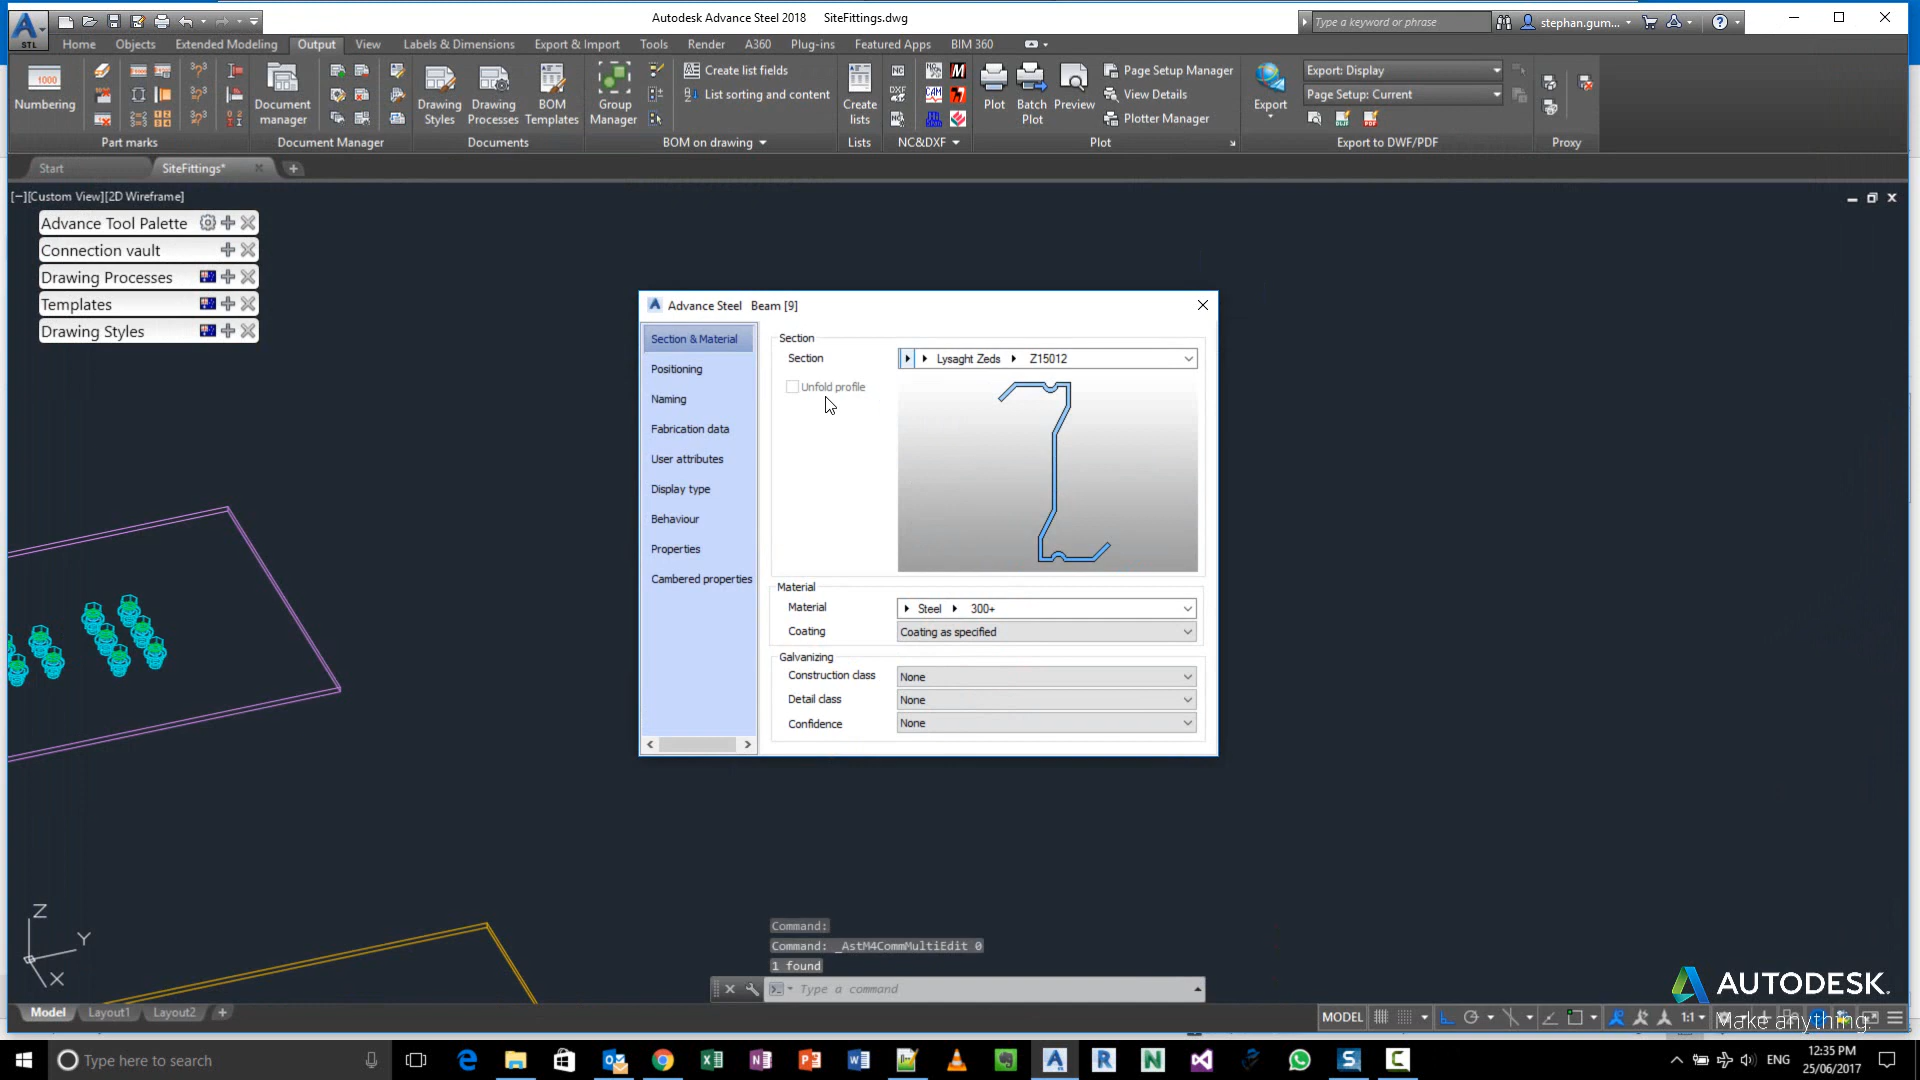 Autodesk Advance Steel 2018 SiteFittings.dwg
Type a keyword or phrase
stephan.gum...
STL
Home Objects Extended Modeling Output View Labels & Dimensions Export & Import Tools Render A360 Plug-ins Featured Apps BIM 360
Numbering
Document manager
Drawing Styles
Drawing Processes
BOM Templates
Group Manager
Create list fields
List sorting and content
Create lists
DXF
CAM
Plot
Batch Plot
Preview
Page Setup Manager
View Details
Plotter Manager
Export
Export: Display
Page Setup: Current
Part marks Document Manager Documents BOM on drawing Lists NC&DXF Plot Export to DWF/PDF Proxy
Start SiteFittings*
[−][Custom View][2D Wireframe]
Advance Tool Palette
Connection vault
Drawing Processes
Templates
Drawing Styles
Advance Steel Beam [9]
Section & Material
Positioning
Naming
Fabrication data
User attributes
Display type
Behaviour
Properties
Cambered properties
Section
Section Lysaght Zeds Z15012
Unfold profile
Material
Material Steel 300+
Coating Coating as specified
Galvanizing
Construction class None
Detail class None
Confidence None
Z
Y
X
Command:
Command: _AstM4CommMultiEdit 0
1 found
Type a command
AUTODESK.
Make anything.
Model Layout1 Layout2
MODEL 1:1
Type here to search
ENG
12:35 PM
25/06/2017